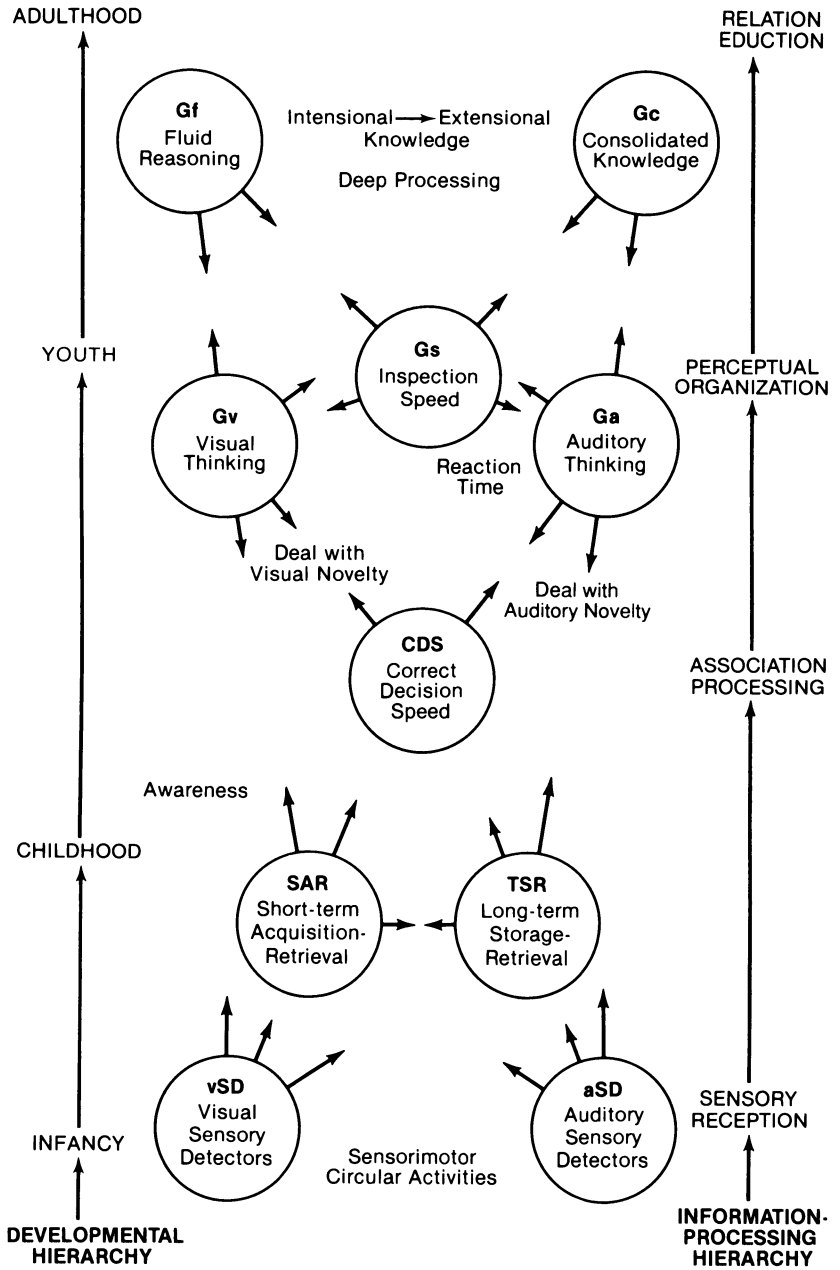 ADULTHOOD
RELATION
EDUCTION
Gf
Fluid
Reasoning
Intensional → Extensional
Knowledge
Deep Processing
Gc
Consolidated
Knowledge
YOUTH
Gs
Inspection
Speed
PERCEPTUAL
ORGANIZATION
Gv
Visual
Thinking
Ga
Auditory
Thinking
Reaction
Time
Deal with
Visual Novelty
Deal with
Auditory Novelty
CDS
Correct
Decision
Speed
ASSOCIATION
PROCESSING
Awareness
CHILDHOOD
SAR
Short-term
Acquisition-
Retrieval
TSR
Long-term
Storage-
Retrieval
vSD
Visual
Sensory
Detectors
aSD
Auditory
Sensory
Detectors
SENSORY
RECEPTION
INFANCY
Sensorimotor
Circular Activities
DEVELOPMENTAL
HIERARCHY
INFORMATION-
PROCESSING
HIERARCHY